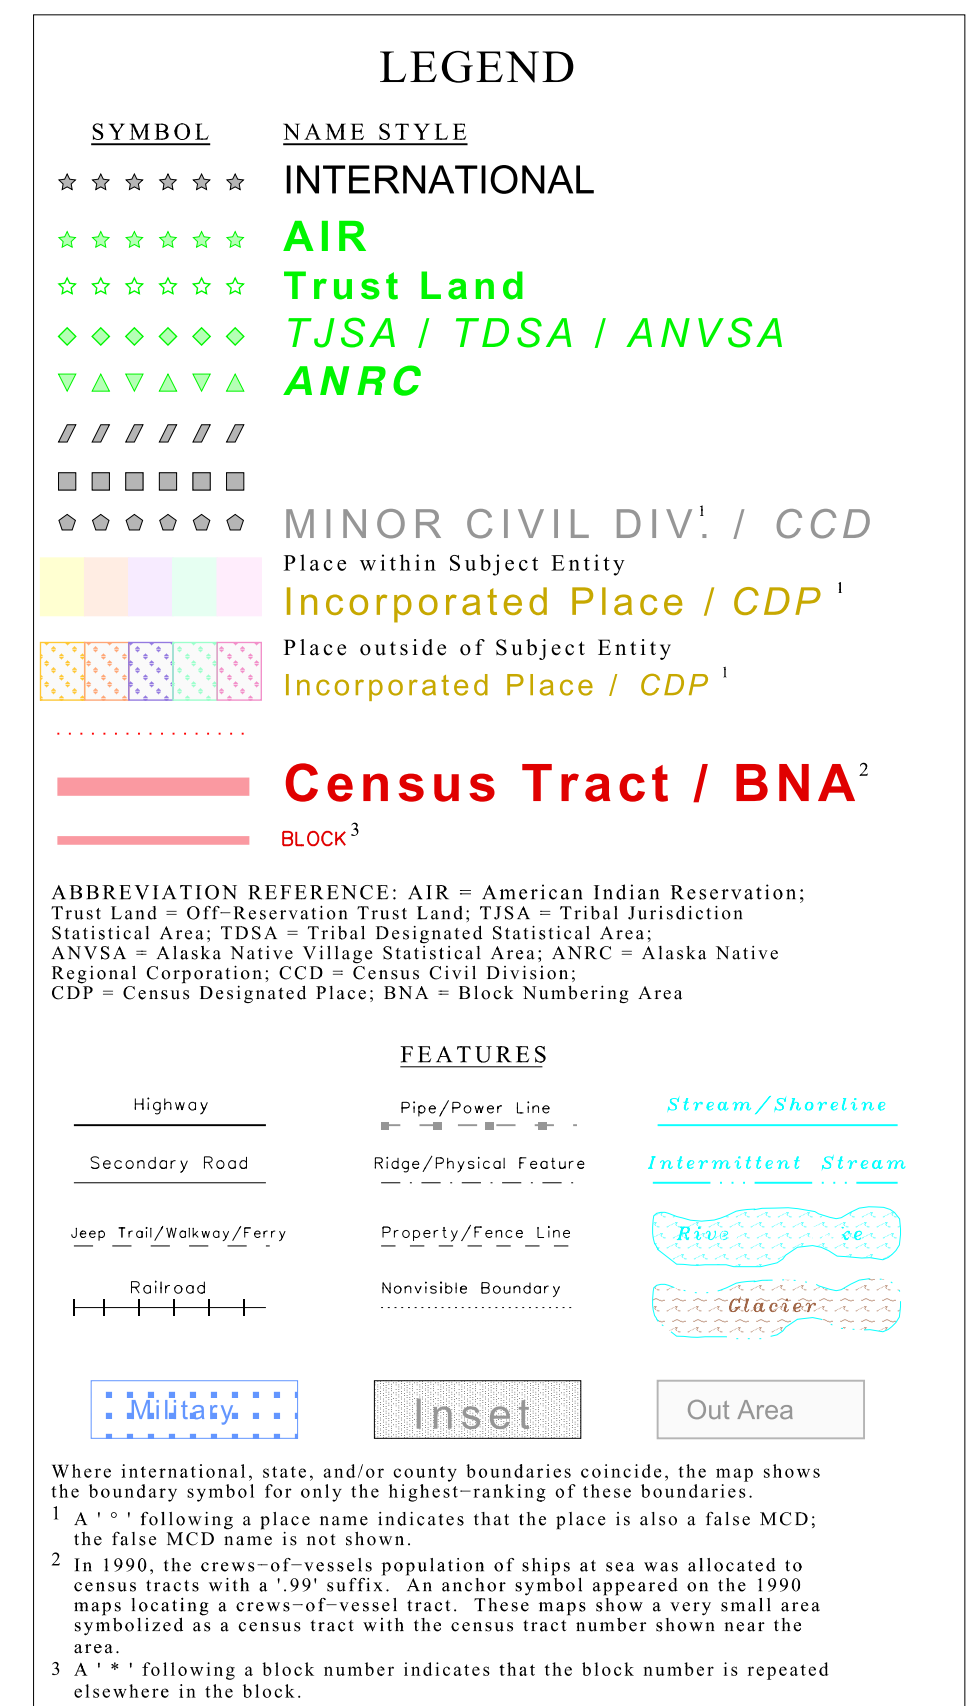 LEGEND
SYMBOL NAME STYLE
INTERNATIONAL
AIR
Trust Land
TJSA / TDSA / ANVSA
ANRC
MINOR CIVIL DIV.¹ / CCD
Place within Subject Entity
Incorporated Place / CDP ¹
Place outside of Subject Entity
Incorporated Place / CDP ¹
Census Tract / BNA²
BLOCK³
ABBREVIATION REFERENCE: AIR = American Indian Reservation;
Trust Land = Off−Reservation Trust Land; TJSA = Tribal Jurisdiction
Statistical Area; TDSA = Tribal Designated Statistical Area;
ANVSA = Alaska Native Village Statistical Area; ANRC = Alaska Native
Regional Corporation; CCD = Census Civil Division;
CDP = Census Designated Place; BNA = Block Numbering Area
FEATURES
Highway
Pipe/Power Line
Stream/Shoreline
Secondary Road
Ridge/Physical Feature
Intermittent Stream
Jeep Trail/Walkway/Ferry
Property/Fence Line
Rive ce
Railroad
Nonvisible Boundary
Glacier
Military
Inset
Out Area
Where international, state, and/or county boundaries coincide, the map shows
the boundary symbol for only the highest−ranking of these boundaries.
1 A ' ° ' following a place name indicates that the place is also a false MCD;
the false MCD name is not shown.
2 In 1990, the crews−of−vessels population of ships at sea was allocated to
census tracts with a '.99' suffix. An anchor symbol appeared on the 1990
maps locating a crews−of−vessel tract. These maps show a very small area
symbolized as a census tract with the census tract number shown near the
area.
3 A ' * ' following a block number indicates that the block number is repeated
elsewhere in the block.